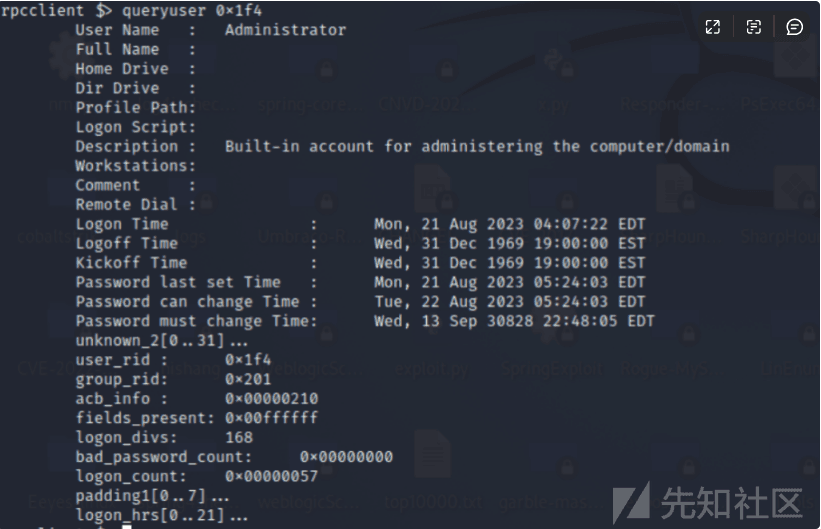 rpcclient $> queryuser 0×1f4
User Name   :   Administrator
Full Name   :
Home Drive  :
Dir Drive   :
Profile Path:
Logon Script:
Description :   Built-in account for administering the computer/domain
Workstations:
Comment     :
Remote Dial :
Logon Time               :      Mon, 21 Aug 2023 04:07:22 EDT
Logoff Time              :      Wed, 31 Dec 1969 19:00:00 EST
Kickoff Time             :      Wed, 31 Dec 1969 19:00:00 EST
Password last set Time   :      Mon, 21 Aug 2023 05:24:03 EDT
Password can change Time :      Tue, 22 Aug 2023 05:24:03 EDT
Password must change Time:      Wed, 13 Sep 30828 22:48:05 EDT
unknown_2[0..31]...
user_rid :      0×1f4
group_rid:      0×201
acb_info :      0×00000210
fields_present: 0×00ffffff
logon_divs:     168
bad_password_count:     0×00000000
logon_count:    0×00000057
padding1[0..7]...
logon_hrs[0..21]...
先知社区